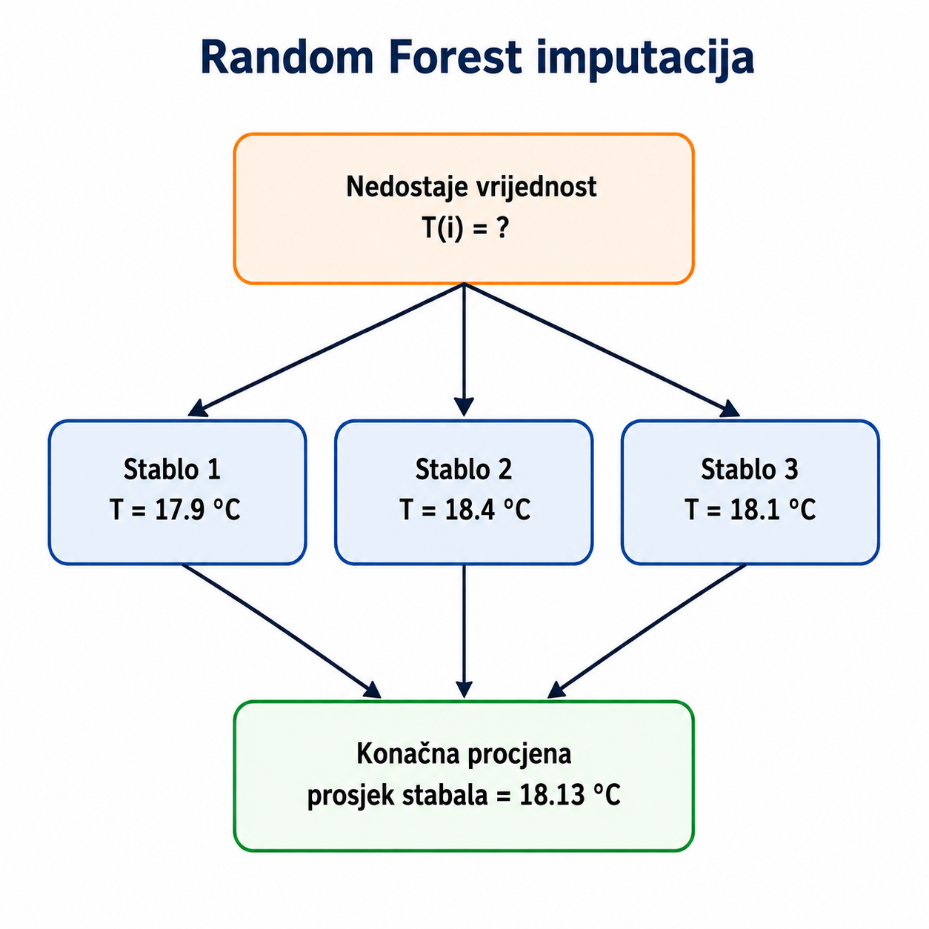 Random Forest imputacija
Nedostaje vrijednost
T(i) = ?
Stablo 1
T = 17.9 °C
Stablo 2
T = 18.4 °C
Stablo 3
T = 18.1 °C
Konačna procjena
prosjek stabala = 18.13 °C